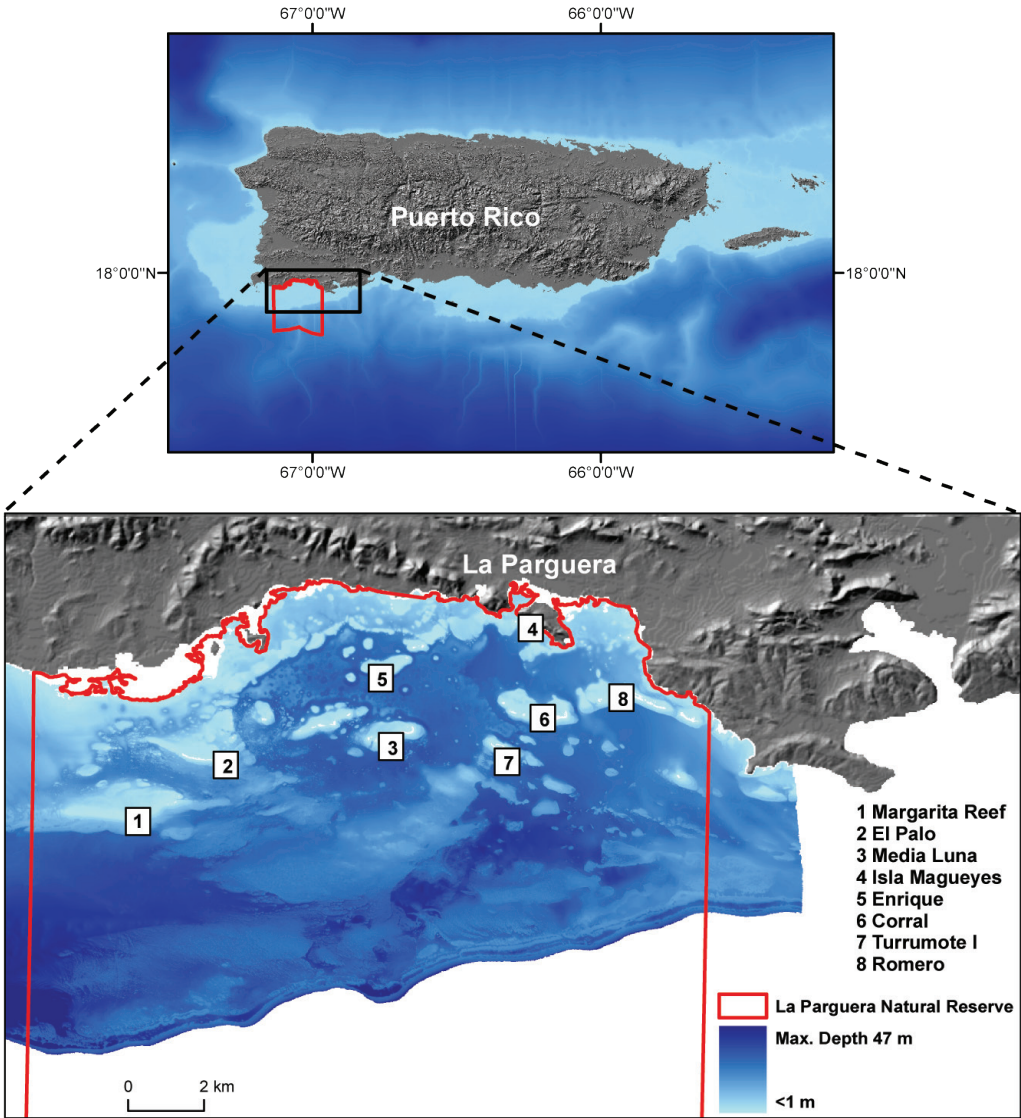 67°0'0"W 66°0'0"W
Puerto Rico
18°0'0"N 18°0'0"N
67°0'0"W 66°0'0"W
La Parguera
4
5
8
6
3
7
2
1
1 Margarita Reef
2 El Palo
3 Media Luna
4 Isla Magueyes
5 Enrique
6 Corral
7 Turrumote I
8 Romero
La Parguera Natural Reserve
Max. Depth 47 m
<1 m
0 2 km